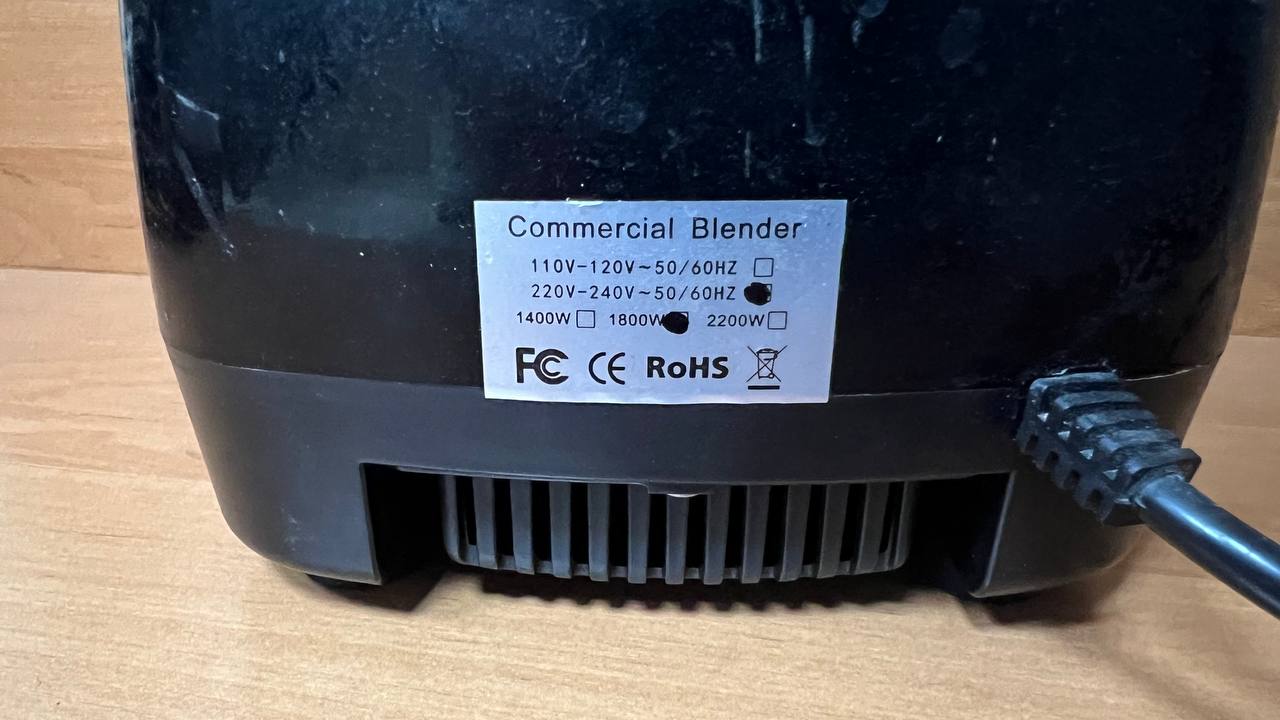 Commercial Blender
110V-120V~50/60HZ
220V-240V~50/60HZ
1400W 1800W 2200W
FC CE RoHS